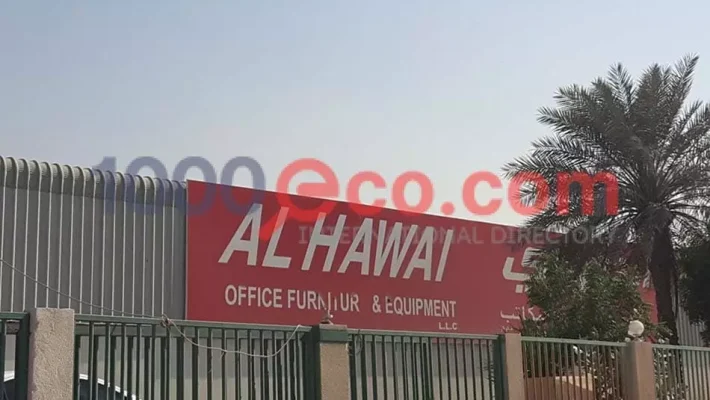 1000eco.com
INTERNATIONAL DIRECTORY
AL HAWAI
OFFICE FURNITUR & EQUIPMENT
L.L.C